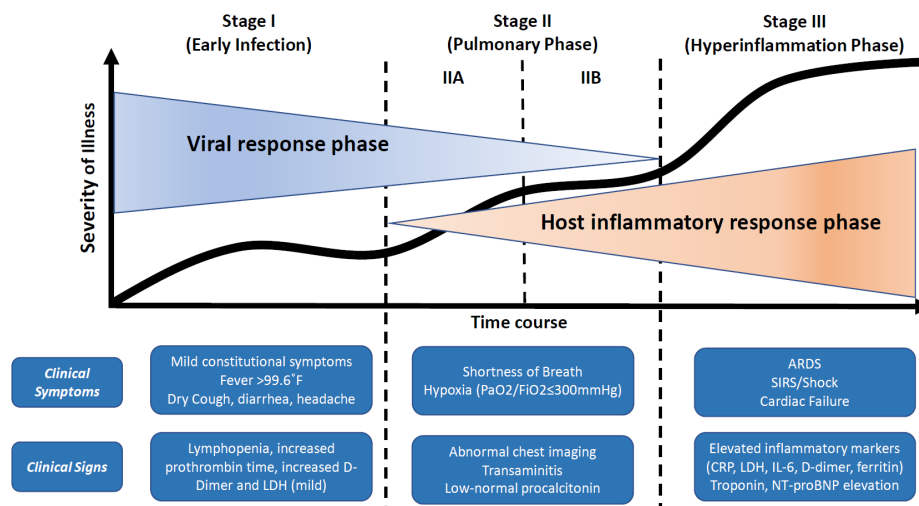 Stage I
(Early Infection)
Stage II
(Pulmonary Phase)
Stage III
(Hyperinflammation Phase)
IIA
IIB
Severity of Illness
Viral response phase
Host inflammatory response phase
Time course
Clinical
Symptoms
Mild constitutional symptoms
Fever >99.6°F
Dry Cough, diarrhea, headache
Shortness of Breath
Hypoxia (PaO2/FiO2≤300mmHg)
ARDS
SIRS/Shock
Cardiac Failure
Clinical Signs
Lymphopenia, increased
prothrombin time, increased D-
Dimer and LDH (mild)
Abnormal chest imaging
Transaminitis
Low-normal procalcitonin
Elevated inflammatory markers
(CRP, LDH, IL-6, D-dimer, ferritin)
Troponin, NT-proBNP elevation